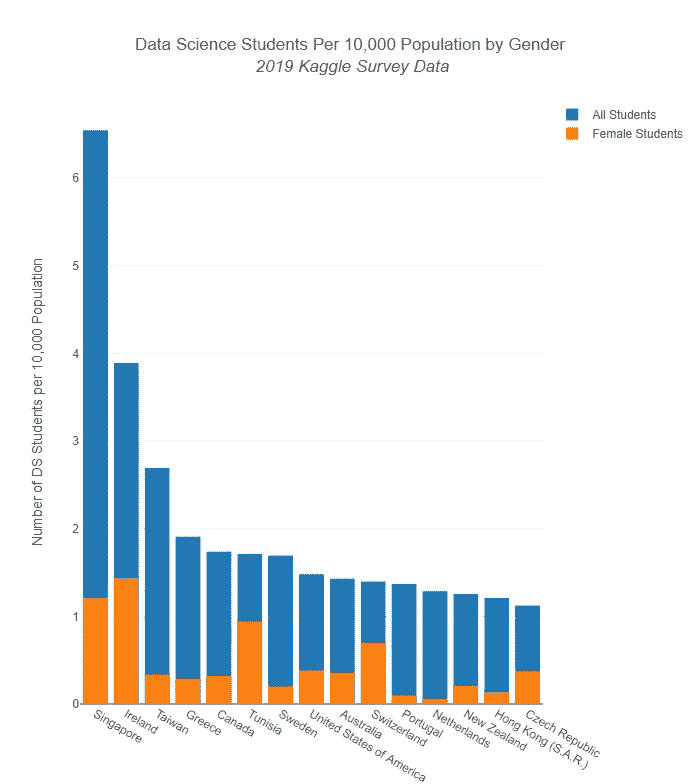 Data Science Students Per 10,000 Population by Gender
2019 Kaggle Survey Data
All Students
Female Students
Number of DS Students per 10,000 Population
6
5
4
3
2
1
0
Singapore
Ireland
Taiwan
Greece
Canada
Tunisia
Sweden
United States of America
Australia
Switzerland
Portugal
Netherlands
New Zealand
Hong Kong (S.A.R.)
Czech Republic